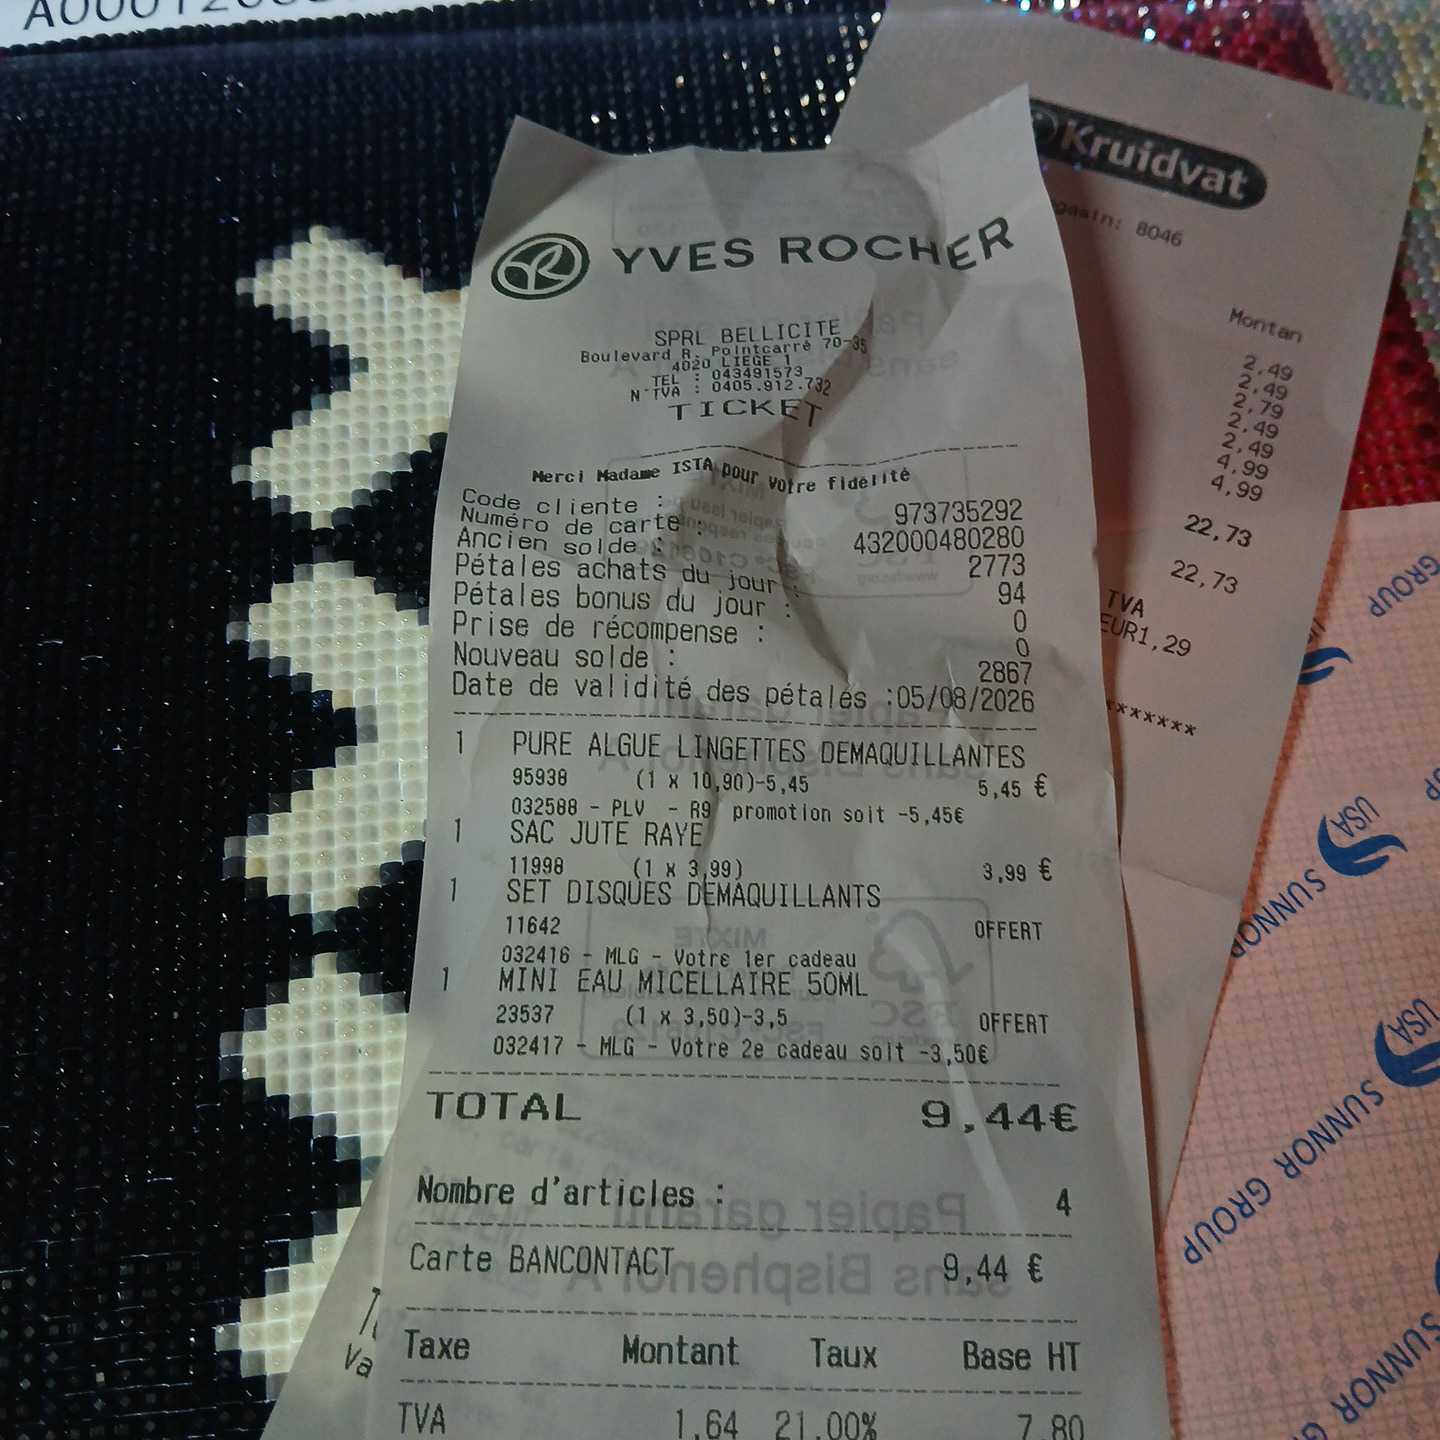 YVES ROCHER
SPRL BELLICITE
Boulevard R. Pointcarré 70-35
4020 LIEGE 1
TEL : 043491573
N°TVA : 0405.912.732
TICKET
Merci Madame ISTA pour votre fidélité
Code cliente : 973735292
Numéro de carte : 432000480280
Ancien solde : 2773
Pétales achats du jour : 94
Pétales bonus du jour : 0
Prise de récompense : 0
Nouveau solde : 2867
Date de validité des pétales :05/08/2026
1 PURE ALGUE LINGETTES DEMAQUILLANTES
95938 (1 x 10,90)-5,45 5,45 €
032588 - PLV - R9 promotion soit -5,45€
1 SAC JUTE RAYE
11998 (1 x 3,99) 3,99 €
1 SET DISQUES DEMAQUILLANTS
11642 OFFERT
032416 - MLG - Votre 1er cadeau
1 MINI EAU MICELLAIRE 50ML
23537 (1 x 3,50)-3,5 OFFERT
032417 - MLG - Votre 2e cadeau soit -3,50€
TOTAL 9,44€
Nombre d'articles : 4
Carte BANCONTACT 9,44 €
Taxe Montant Taux Base HT
TVA 1,64 21.00% 7,80
Kruidvat
gasin: 8046
Montan
2,49
2,49
2,79
2,49
2,49
4,99
4,99
22,73
22,73
TVA
EUR1,29
*******
Va
GROUP
USA
SUNNOR
USA
SUNNOR GROUP
SUNNOR G